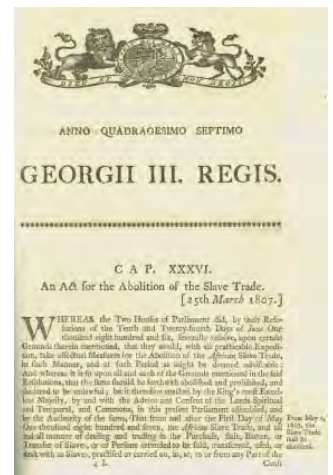 DIEU ET MON DROIT
ANNO QUADRAGESIMO SEPTIMO
GEORGII III. REGIS.
C A P. XXXVI.
An Act for the Abolition of the Slave Trade.
[25th March 1807.]
WHEREAS the Two Houses of Parliament did, by their Reso-
lutions of the Tenth and Twenty-fourth Days of June One
thousand eight hundred and six, severally resolve, upon certain
Grounds therein mentioned, that they would, with all practicable Expedi-
tion, take effectual Measures for the Abolition of the African Slave Trade,
in such Manner, and at such Period as might be deemed adviseable:
And whereas it is fit upon all and each of the Grounds mentioned in the said
Resolutions, that the same should be forthwith abolished and prohibited, and
declared to be unlawful; be it therefore enacted by the King's most Excel-
lent Majesty, by and with the Advice and Consent of the Lords Spiritual
and Temporal, and Commons, in this present Parliament assembled, and
by the Authority of the same, That from and after the First Day of May
One thousand eight hundred and seven, the African Slave Trade, and all
and all manner of dealing and trading in the Purchase, Sale, Barter, or
Transfer of Slaves, or of Persons intended to be sold, transferred, used, or
dealt with as Slaves, practised or carried on, in, at, to or from any Part of the
4 L
Coast
From May 1,
1807, the
Slave Trade
shall be
abolished.